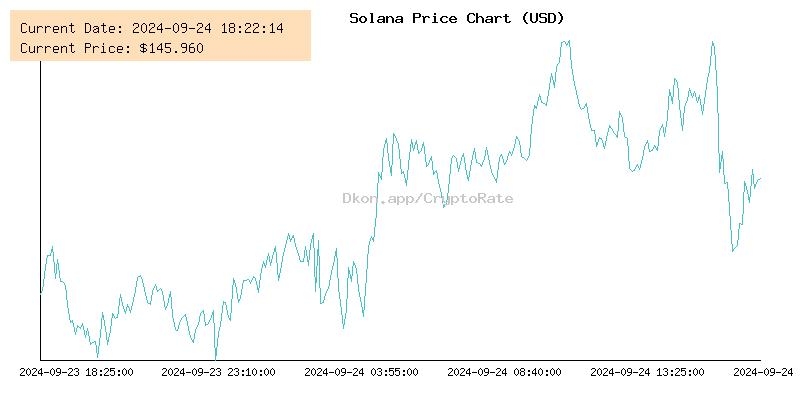 Solana Price Chart (USD)
Current Date: 2024-09-24 18:22:14
Current Price: $145.960
Dkon.app/CryptoRate
2024-09-23 18:25:00 2024-09-23 23:10:00 2024-09-24 03:55:00 2024-09-24 08:40:00 2024-09-24 13:25:00 2024-09-24